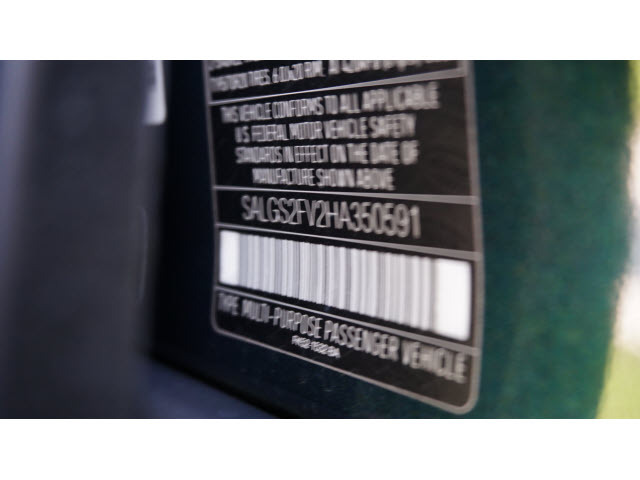 THIS VEHICLE CONFORMS TO ALL APPLICABLE
U.S. FEDERAL MOTOR VEHICLE SAFETY
STANDARDS IN EFFECT ON THE DATE OF
MANUFACTURE SHOWN ABOVE
SALGS2FV2HA350591
TYPE MULTI-PURPOSE PASSENGER VEHICLE